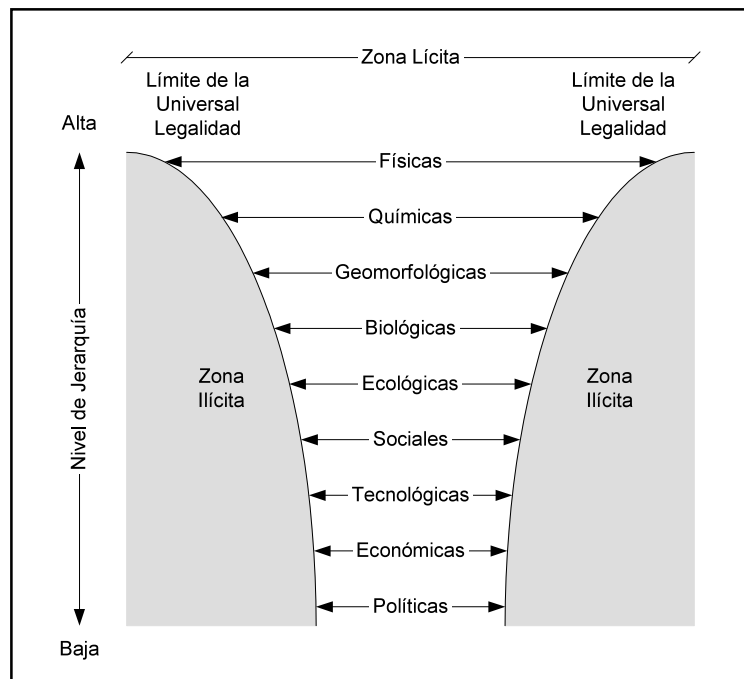 Zona Lícita
Límite de la
Universal
Legalidad
Límite de la
Universal
Legalidad
Alta
Físicas
Químicas
Geomorfológicas
Biológicas
Zona
Ilícita
Ecológicas
Zona
Ilícita
Nivel de Jerarquía
Sociales
Tecnológicas
Económicas
Políticas
Baja